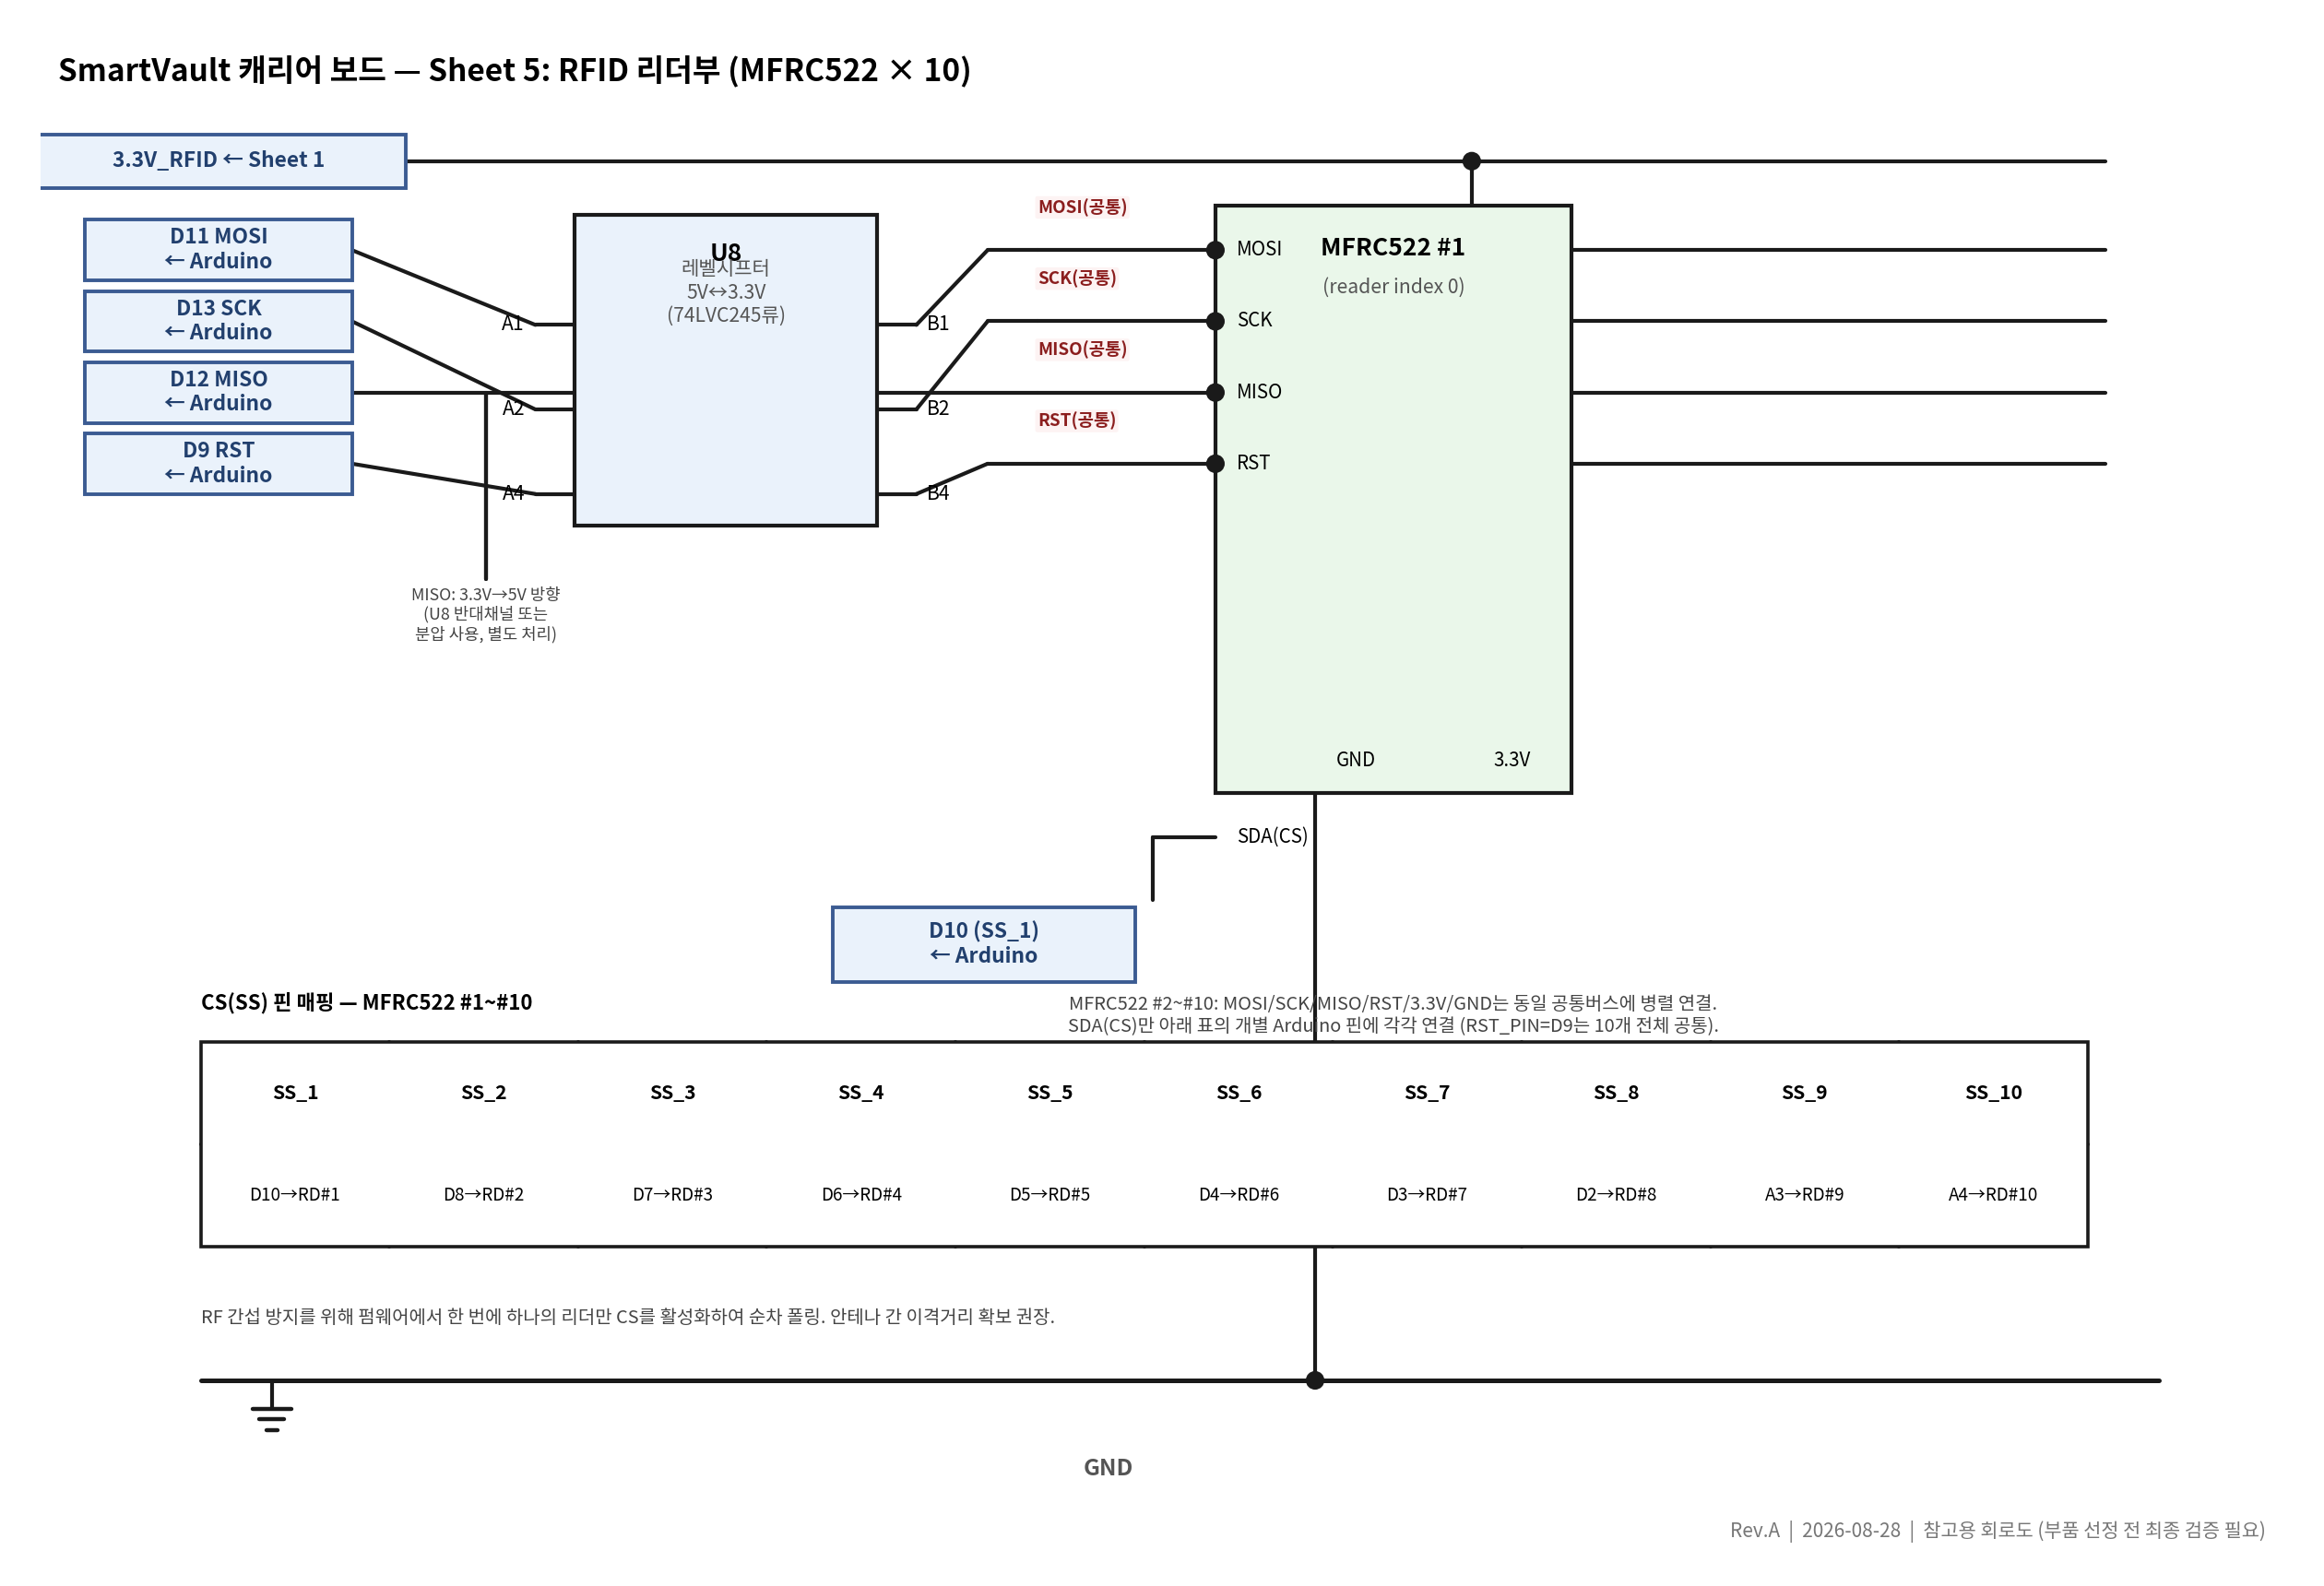 SmartVault 캐리어 보드 — Sheet 5: RFID 리더부 (MFRC522 × 10)
3.3V_RFID ← Sheet 1
D11 MOSI
← Arduino
D13 SCK
← Arduino
D12 MISO
← Arduino
D9 RST
← Arduino
A1
A2
A4
U8
레벨시프터
5V↔3.3V
(74LVC245류)
B1
B2
B4
MOSI(공통)
SCK(공통)
MISO(공통)
RST(공통)
MOSI
SCK
MISO
RST
MFRC522 #1
(reader index 0)
GND
3.3V
MISO: 3.3V→5V 방향
(U8 반대채널 또는
분압 사용, 별도 처리)
SDA(CS)
D10 (SS_1)
← Arduino
CS(SS) 핀 매핑 — MFRC522 #1~#10
MFRC522 #2~#10: MOSI/SCK/MISO/RST/3.3V/GND는 동일 공통버스에 병렬 연결.
SDA(CS)만 아래 표의 개별 Arduino 핀에 각각 연결 (RST_PIN=D9는 10개 전체 공통).
SS_1 SS_2 SS_3 SS_4 SS_5 SS_6 SS_7 SS_8 SS_9 SS_10
D10→RD#1 D8→RD#2 D7→RD#3 D6→RD#4 D5→RD#5 D4→RD#6 D3→RD#7 D2→RD#8 A3→RD#9 A4→RD#10
RF 간섭 방지를 위해 펌웨어에서 한 번에 하나의 리더만 CS를 활성화하여 순차 폴링. 안테나 간 이격거리 확보 권장.
GND
Rev.A | 2026-08-28 | 참고용 회로도 (부품 선정 전 최종 검증 필요)